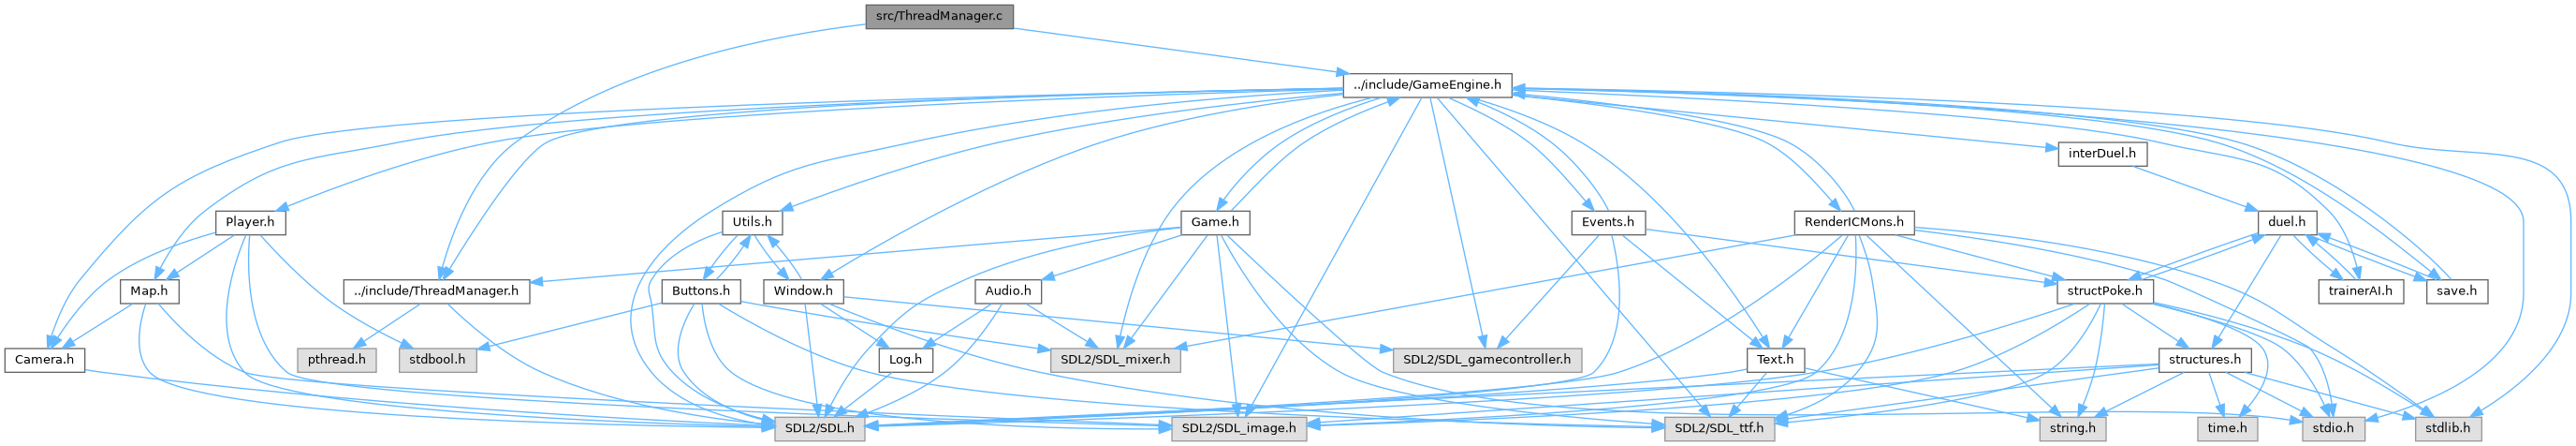 src/ThreadManager.c
../include/GameEngine.h
interDuel.h
Player.h
Utils.h
Game.h
Events.h
RenderICMons.h
duel.h
Map.h
../include/ThreadManager.h
Buttons.h
Window.h
Audio.h
structPoke.h
trainerAI.h
save.h
Camera.h
pthread.h
stdbool.h
Log.h
SDL2/SDL_mixer.h
SDL2/SDL_gamecontroller.h
Text.h
structures.h
SDL2/SDL.h
SDL2/SDL_image.h
SDL2/SDL_ttf.h
string.h
time.h
stdio.h
stdlib.h